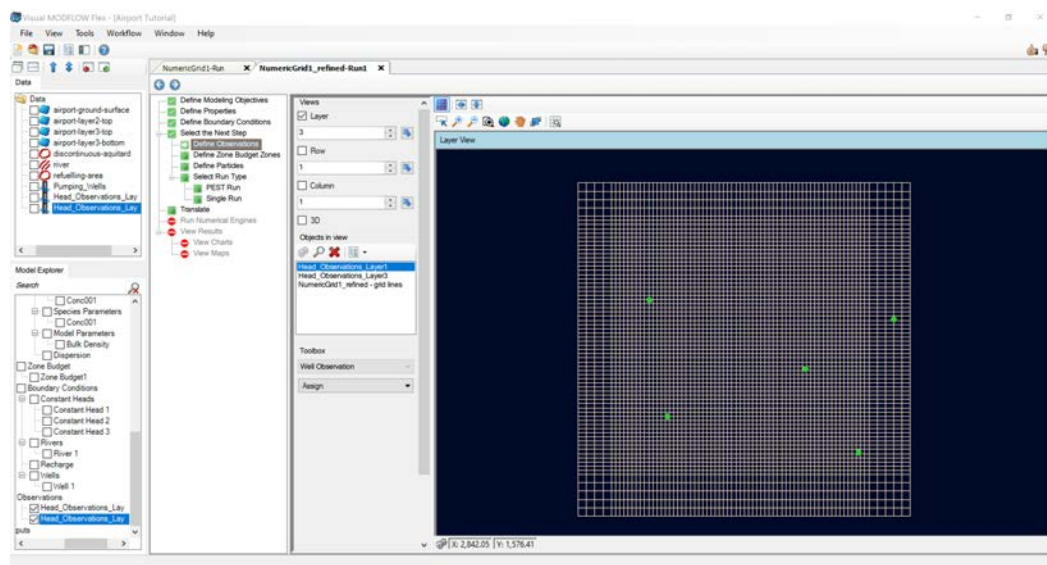 Visual MODFLOW Flex - [Airport Tutorial]
File View Tools Workflow Window Help
NumericGrid1-Run X NumericGrid1_refined-Run1 X
Data
Data
airport-ground-surface
airport-layer2-top
airport-layer3-top
airport-layer3-bottom
discontinuous-aquitard
river
refuelling-area
Pumping_Wells
Head_Observations_Lay
Head_Observations_Lay
Model Explorer
Search
Conc001
Species Parameters
Conc001
Model Parameters
Bulk Density
Dispersion
Zone Budget
Zone Budget1
Boundary Conditions
Constant Heads
Constant Head 1
Constant Head 2
Constant Head 3
Rivers
River 1
Recharge
Wells
Well 1
Observations
Head_Observations_Lay
Head_Observations_Lay
puts
Define Modeling Objectives
Define Properties
Define Boundary Conditions
Select the Next Step
Define Observations
Define Zone Budget Zones
Define Particles
Select Run Type
PEST Run
Single Run
Translate
Run Numerical Engines
View Results
View Charts
View Maps
Views
Layer
3
Row
1
Column
1
3D
Objects in view
Head_Observations_Layer1
Head_Observations_Layer3
NumericGrid1_refined - grid lines
Toolbox
Well Observation
Assign
Layer View
X: 2,842.05 Y: 1,576.41